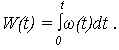 W(t) = ∫₀ᵗ ω(t)dt .